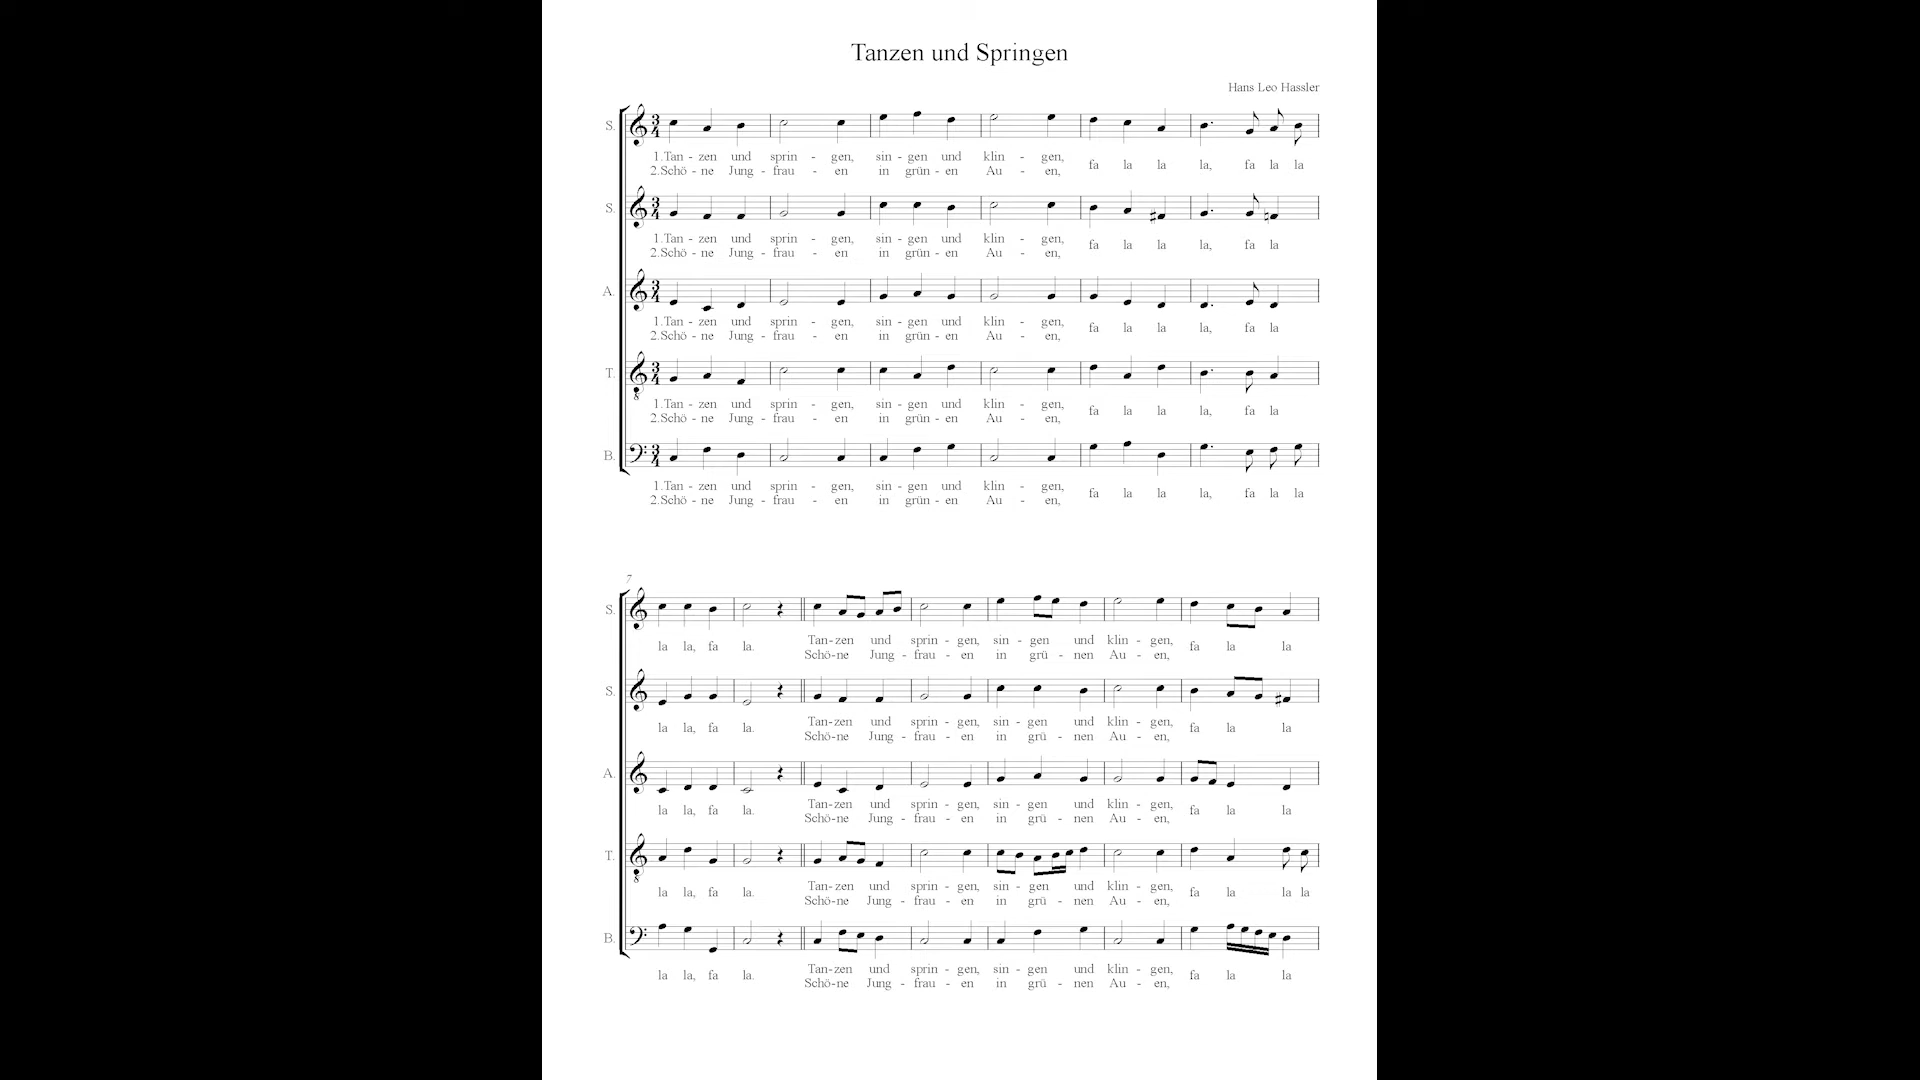 Tanzen und Springen
Hans Leo Hassler
S.
1.Tan - zen und sprin - gen, sin - gen und klin - gen, fa la la la, fa la la
2.Schö - ne Jung - frau - en in grün - en Au - en,
S.
1.Tan - zen und sprin - gen, sin - gen und klin - gen, fa la la la, fa la
2.Schö - ne Jung - frau - en in grün - en Au - en,
A.
1.Tan - zen und sprin - gen, sin - gen und klin - gen, fa la la la, fa la
2.Schö - ne Jung - frau - en in grün - en Au - en,
T.
8
1.Tan - zen und sprin - gen, sin - gen und klin - gen, fa la la la, fa la
2.Schö - ne Jung - frau - en in grün - en Au - en,
B.
1.Tan - zen und sprin - gen, sin - gen und klin - gen, fa la la la, fa la la
2.Schö - ne Jung - frau - en in grün - en Au - en,
7
S.
la la, fa la. Tan-zen und sprin - gen, sin - gen und klin - gen, fa la la
Schö-ne Jung - frau - en in grü - nen Au - en,
S.
la la, fa la. Tan-zen und sprin - gen, sin - gen und klin - gen, fa la la
Schö-ne Jung - frau - en in grü - nen Au - en,
A.
la la, fa la. Tan-zen und sprin - gen, sin - gen und klin - gen, fa la la
Schö-ne Jung - frau - en in grü - nen Au - en,
T.
8
la la, fa la. Tan-zen und sprin - gen, sin - gen und klin - gen, fa la la la
Schö-ne Jung - frau - en in grü - nen Au - en,
B.
la la, fa la. Tan-zen und sprin - gen, sin - gen und klin - gen, fa la la
Schö-ne Jung - frau - en in grü - nen Au - en,